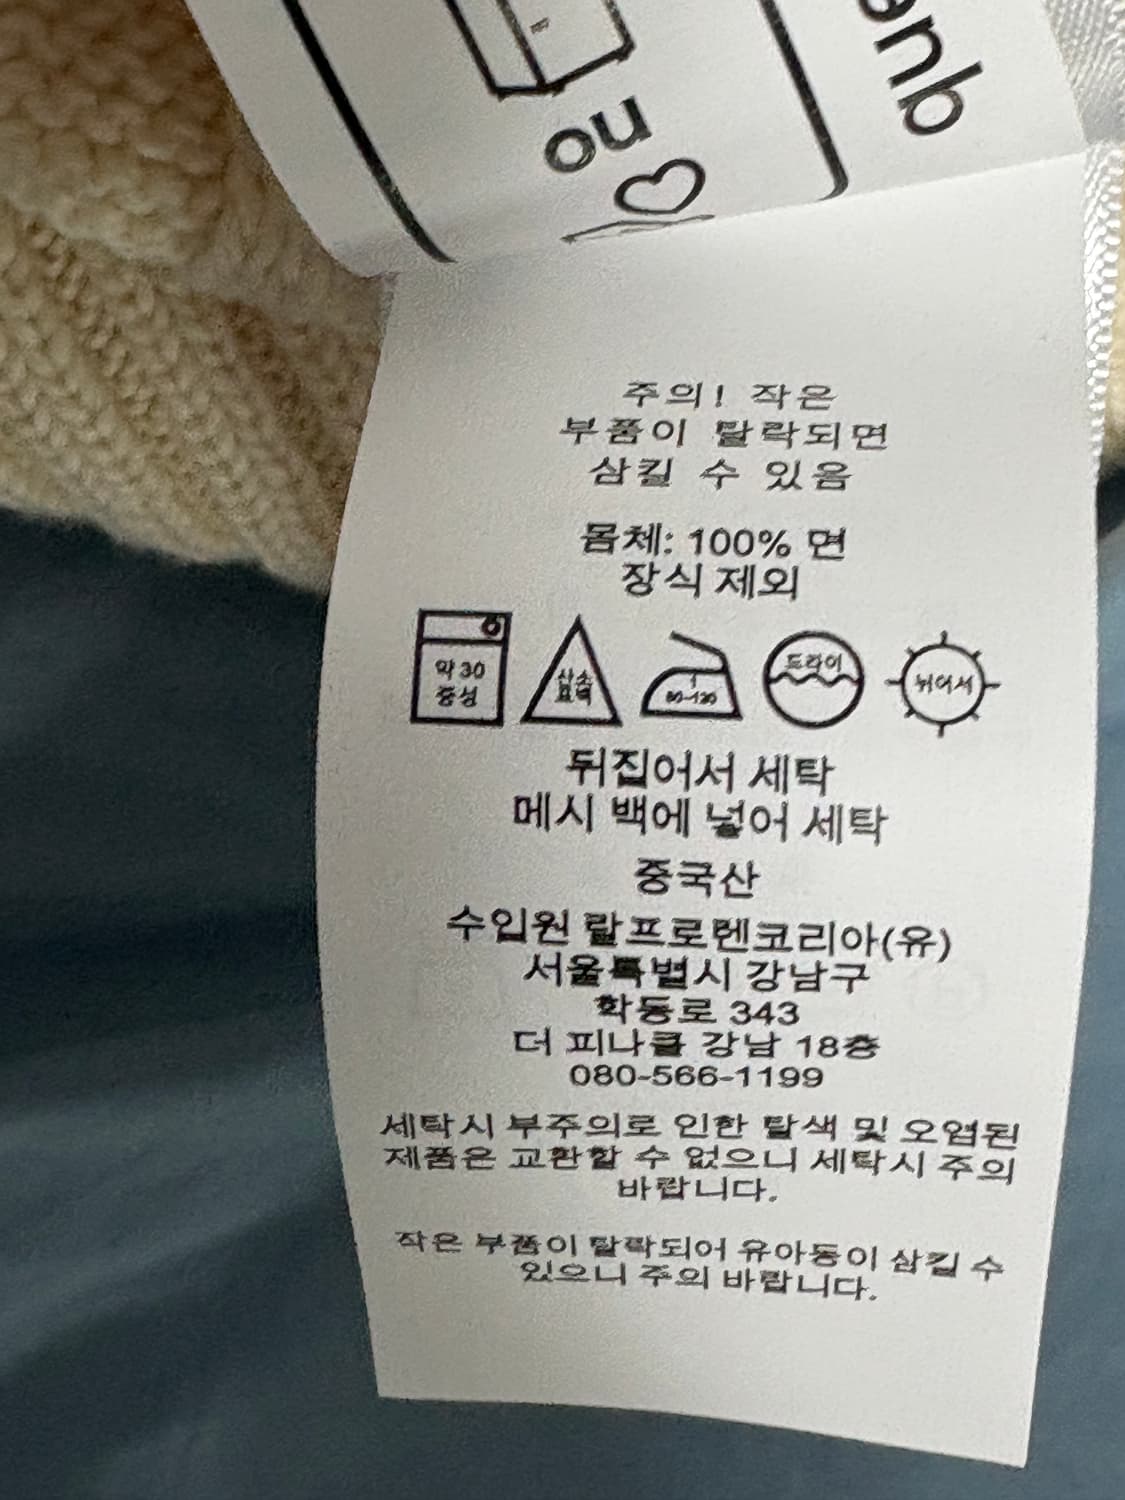 no
주의! 작은
부품이 탈락되면
삼킬 수 있음
몸체: 100% 면
장식 제외
약 30
중성
산소
표백
80-120
드라이
뉘어서
뒤집어서 세탁
메시 백에 넣어 세탁
중국산
수입원 랄프로렌코리아(유)
서울특별시 강남구
학동로 343
더 피나클 강남 18층
080-566-1199
세탁시 부주의로 인한 탈색 및 오염된
제품은 교환할 수 없으니 세탁시 주의
바랍니다.
작은 부품이 탈락되어 유아동이 삼킬 수
있으니 주의 바랍니다.